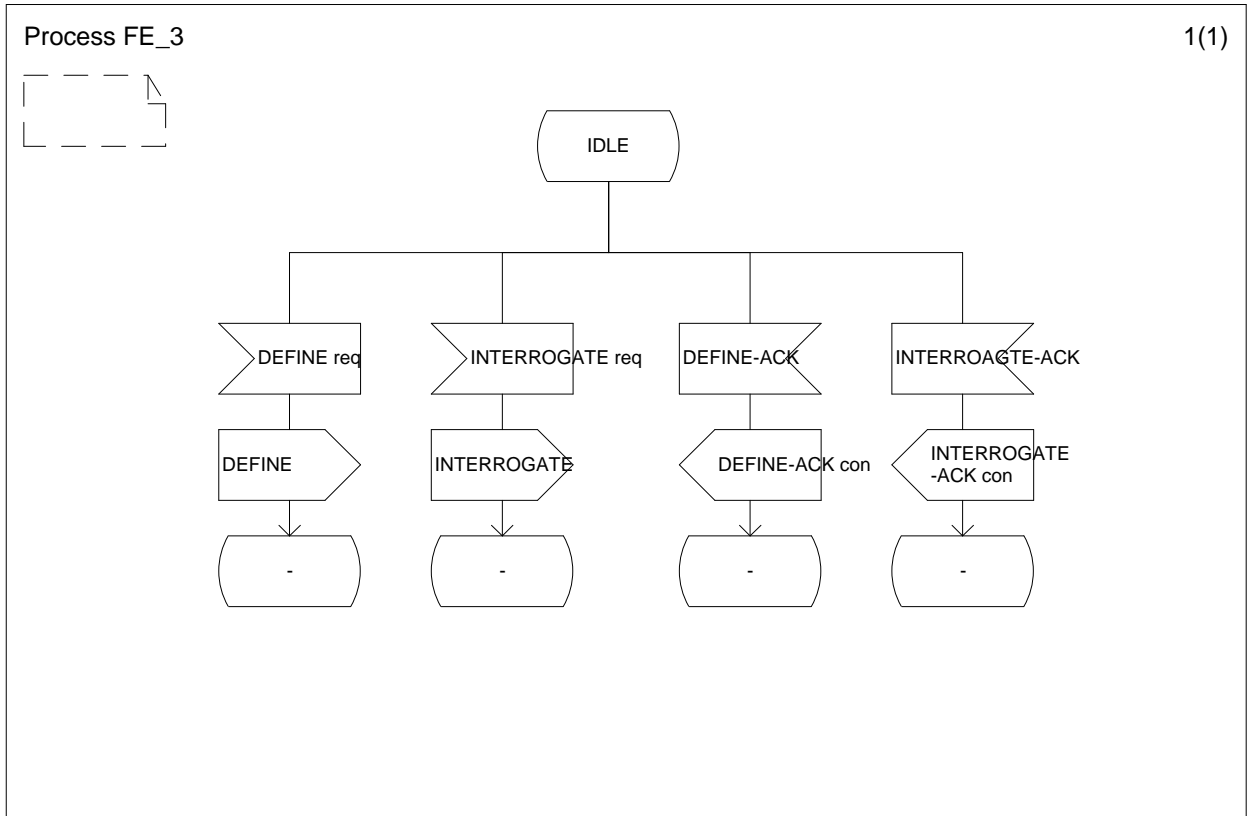 Process FE_3
1(1)
IDLE
DEFINE req
INTERROGATE req
DEFINE-ACK
INTERROAGTE-ACK
DEFINE
INTERROGATE
DEFINE-ACK con
INTERROGATE
-ACK con
-
-
-
-